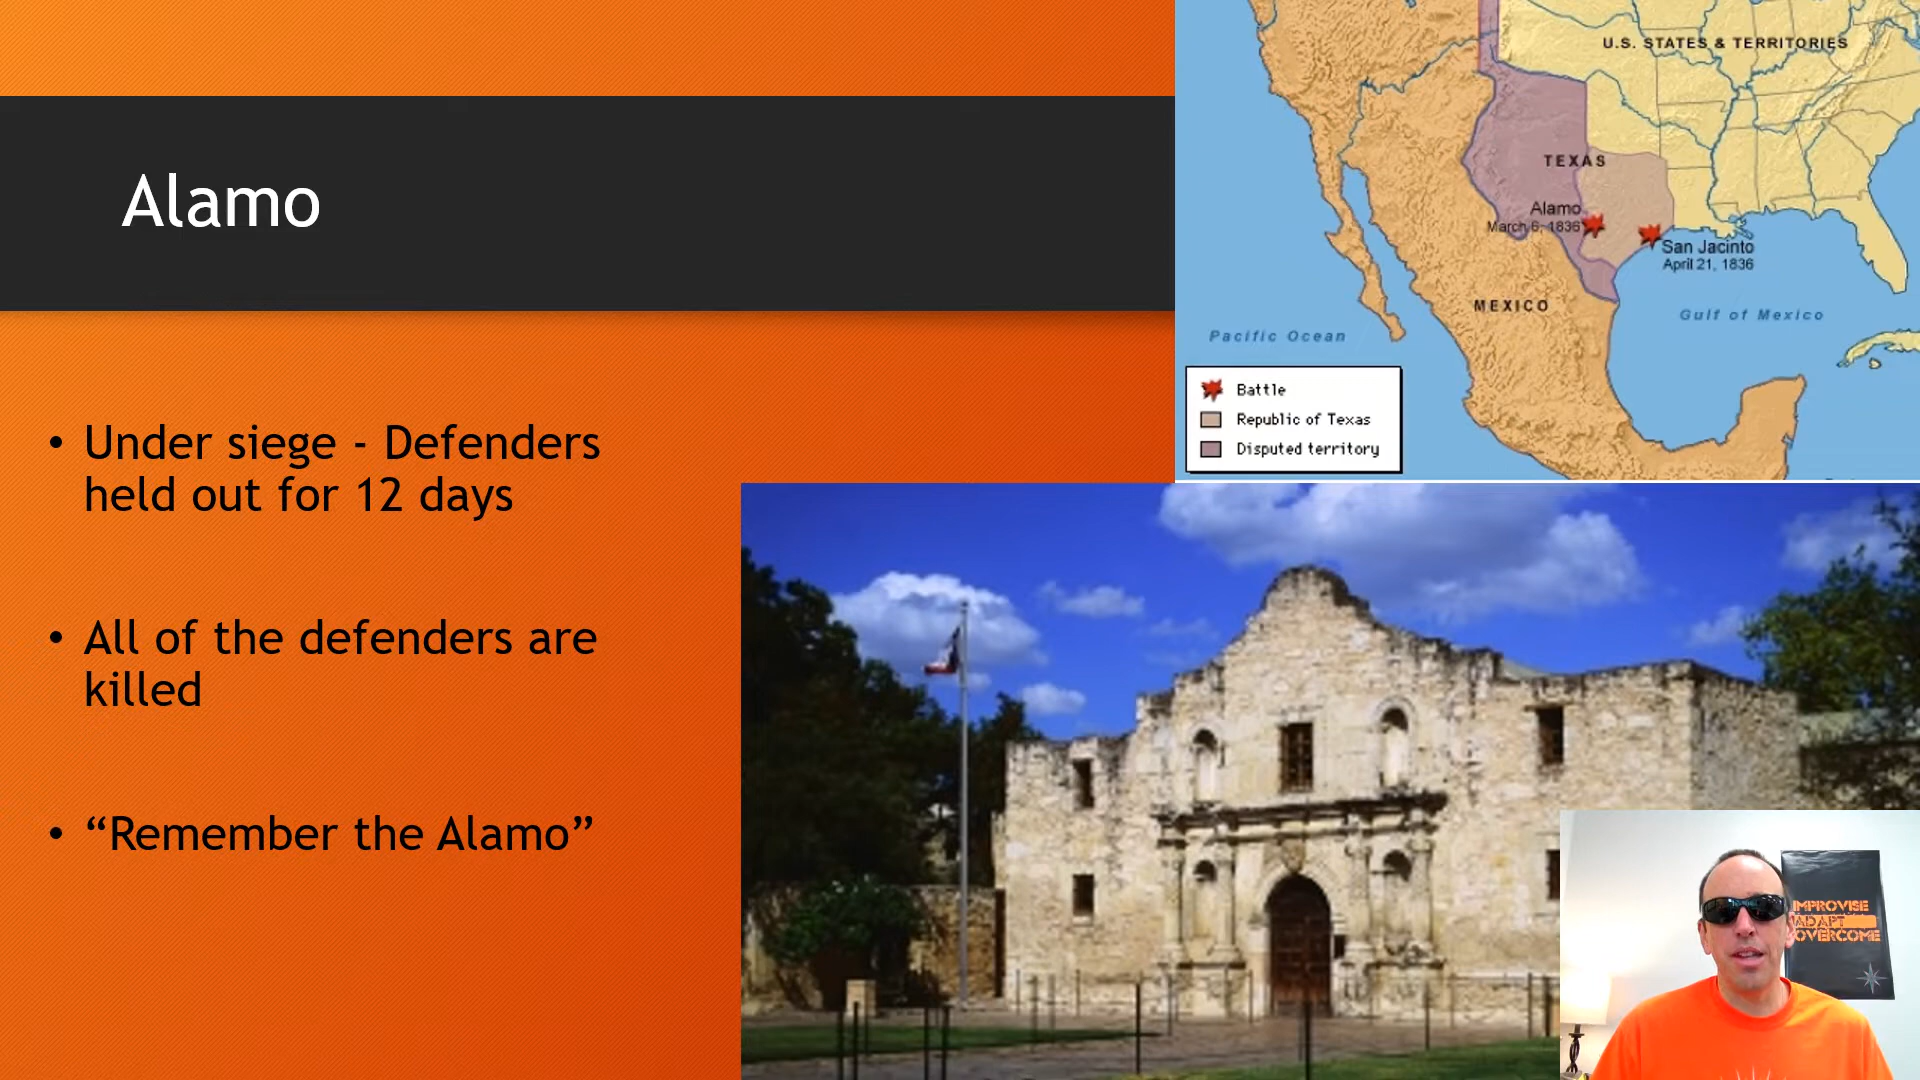 Alamo
• Under siege - Defenders
held out for 12 days
• All of the defenders are
killed
• “Remember the Alamo”
U.S. STATES & TERRITORIES
TEXAS
Alamo
March 6, 1836
San Jacinto
April 21, 1836
MEXICO
Gulf of Mexico
Pacific Ocean
Battle
Republic of Texas
Disputed territory
IMPROVISE
ADAPT
OVERCOME